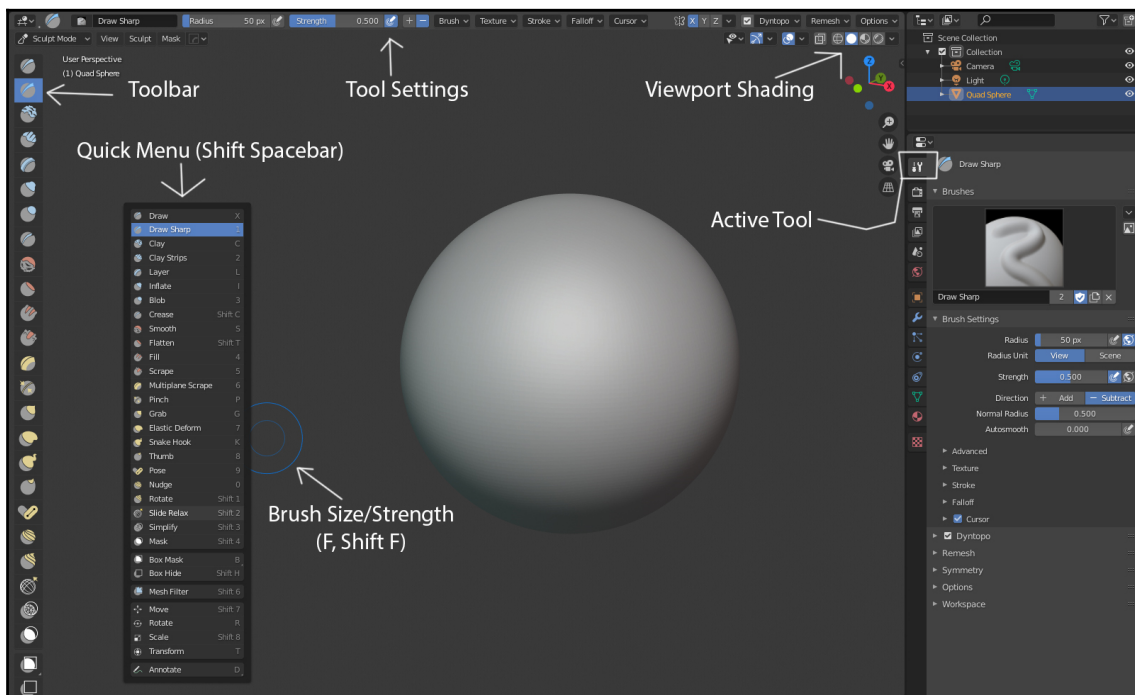 Draw Sharp Radius 50 px Strength 0.500 + − Brush Texture Stroke Falloff Cursor X Y Z Dyntopo Remesh Options
Sculpt Mode View Sculpt Mask
User Perspective
(1) Quad Sphere
Toolbar
Tool Settings
Viewport Shading
Z
Y
X
Quick Menu (Shift Spacebar)
Draw X
Draw Sharp 1
Clay C
Clay Strips 2
Layer L
Inflate I
Blob 3
Crease Shift C
Smooth S
Flatten Shift T
Fill 4
Scrape 5
Multiplane Scrape 6
Pinch P
Grab G
Elastic Deform 7
Snake Hook K
Thumb 8
Pose 9
Nudge 0
Rotate Shift 1
Slide Relax Shift 2
Simplify Shift 3
Mask Shift 4
Box Mask B
Box Hide Shift H
Mesh Filter Shift 6
Move Shift 7
Rotate R
Scale Shift 8
Transform T
Annotate D
Brush Size/Strength
(F, Shift F)
Active Tool
Scene Collection
Collection
Camera
Light
Quad Sphere
Draw Sharp
Brushes
Draw Sharp 2
Brush Settings
Radius 50 px
Radius Unit View Scene
Strength 0.500
Direction + Add − Subtract
Normal Radius 0.500
Autosmooth 0.000
Advanced
Texture
Stroke
Falloff
Cursor
Dyntopo
Remesh
Symmetry
Options
Workspace